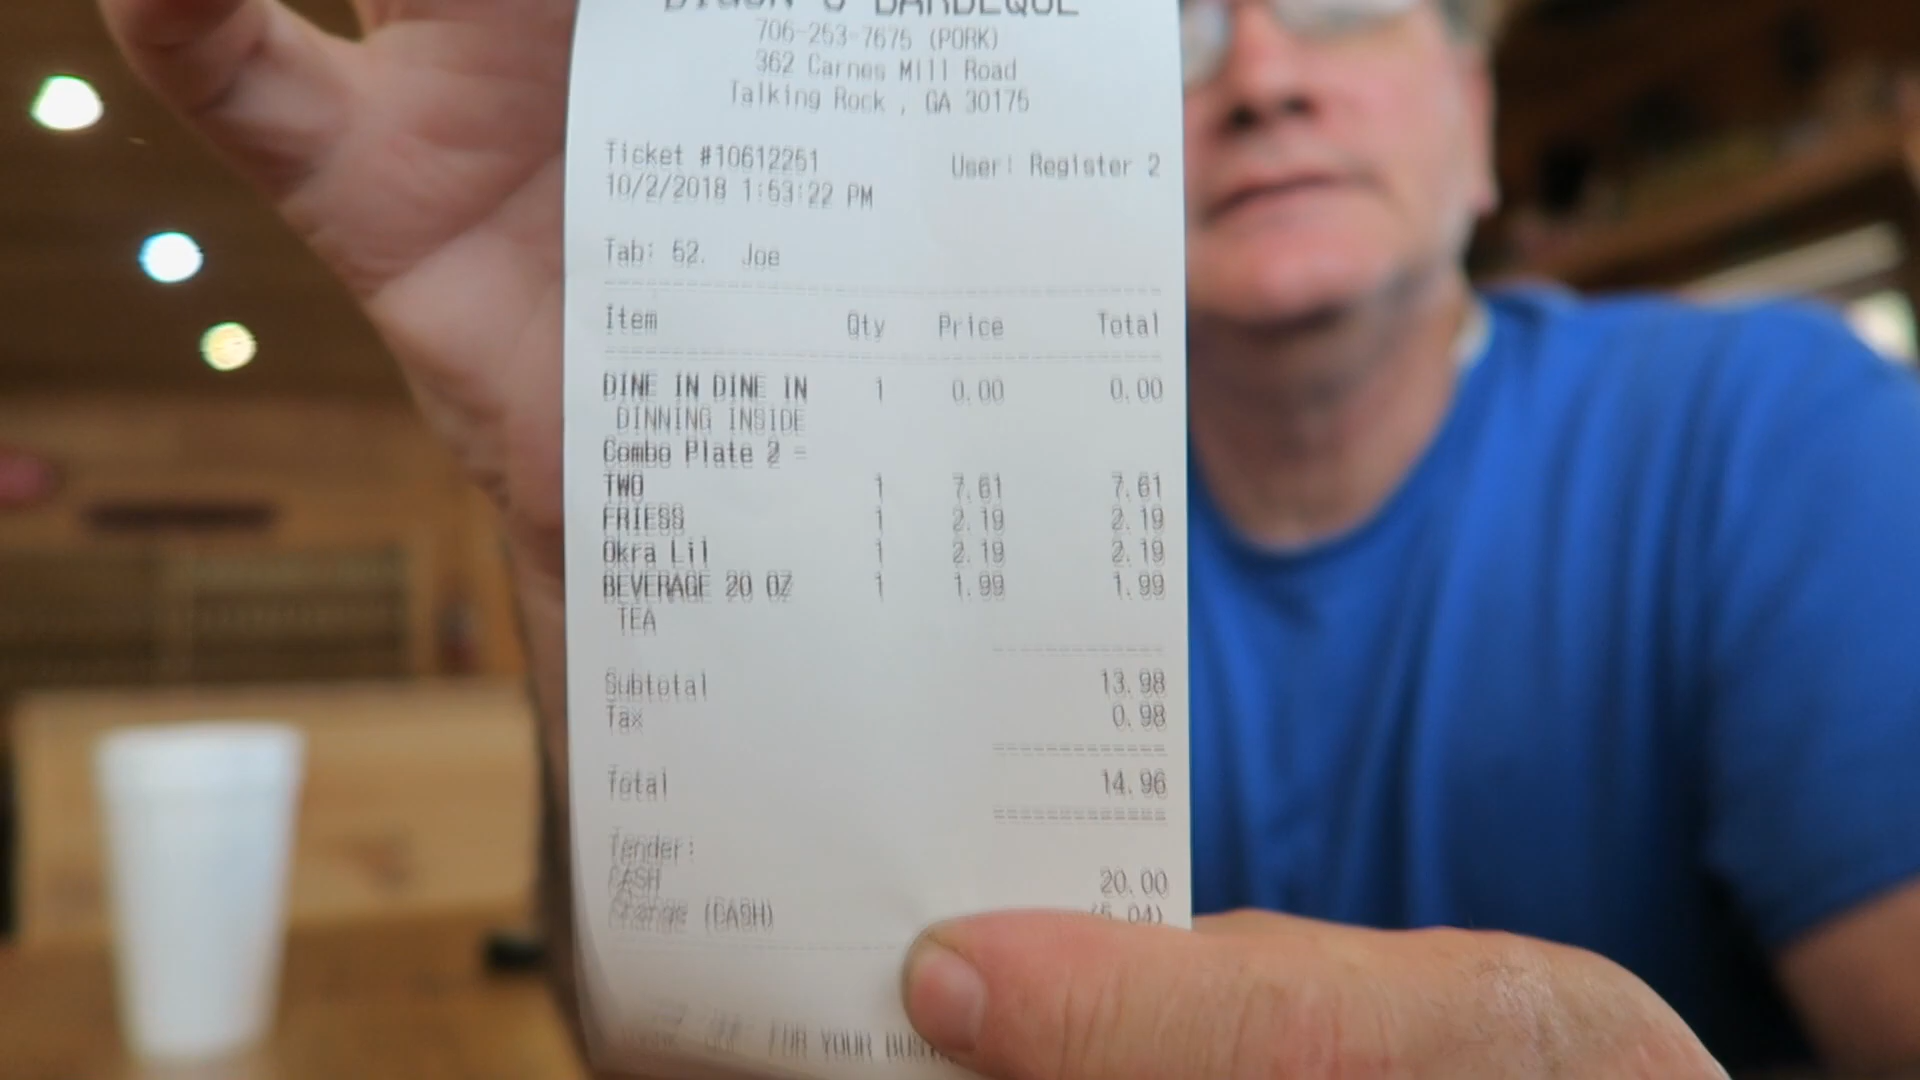 BARBEQUE
706-253-7675 (PORK)
362 Carnes Mill Road
Talking Rock , GA 30175
Ticket #10612251 User: Register 2
10/2/2018 1:53:22 PM
Tab: 52. Joe
Item Qty Price Total
DINE IN DINE IN 1 0.00 0.00
DINNING INSIDE
Combo Plate 2 =
TWO 1 7.61 7.61
FRIESS 1 2.19 2.19
Okra Lil 1 2.19 2.19
BEVERAGE 20 OZ 1 1.99 1.99
TEA
Subtotal 13.98
Tax 0.98
Total 14.96
Tender:
CASH 20.00
Change (CASH) (5.04)
FOR YOUR